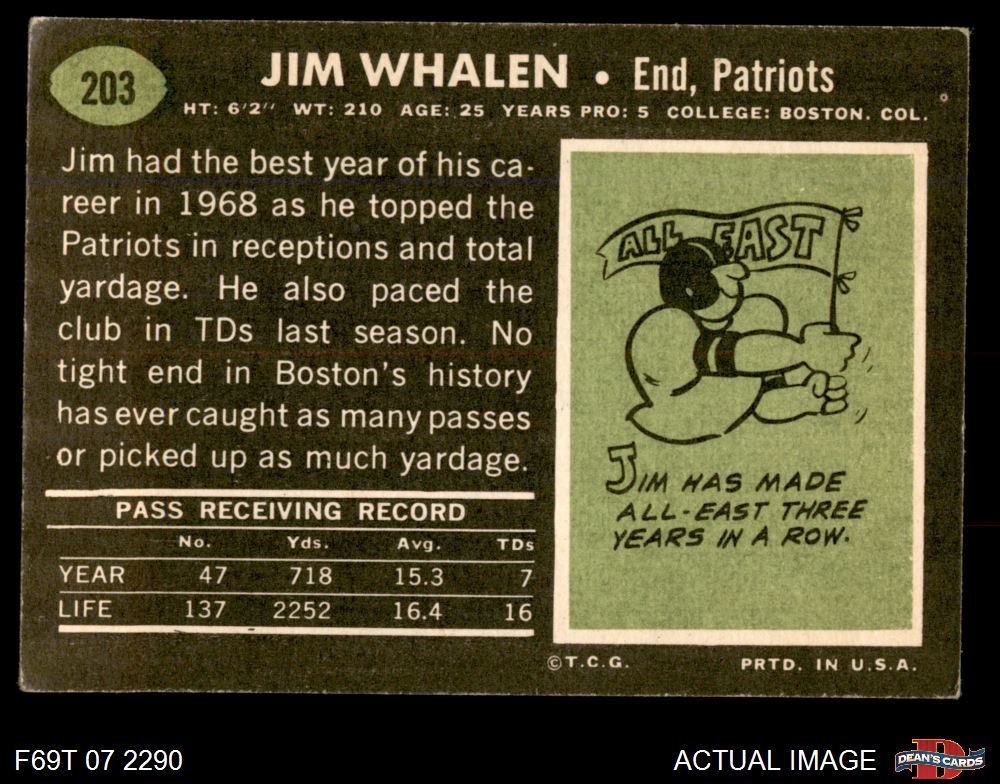 203
JIM WHALEN • End, Patriots
HT: 6'2" WT: 210 AGE: 25 YEARS PRO: 5 COLLEGE: BOSTON. COL.
Jim had the best year of his ca-
reer in 1968 as he topped the
Patriots in receptions and total
yardage. He also paced the
club in TDs last season. No
tight end in Boston's history
has ever caught as many passes
or picked up as much yardage.
PASS RECEIVING RECORD
No. Yds. Avg. TDs
YEAR 47 718 15.3 7
LIFE 137 2252 16.4 16
ALL EAST
JIM HAS MADE
ALL-EAST THREE
YEARS IN A ROW.
©T.C.G. PRTD. IN U.S.A.
F69T 07 2290
ACTUAL IMAGE
D
DEAN'S CARDS